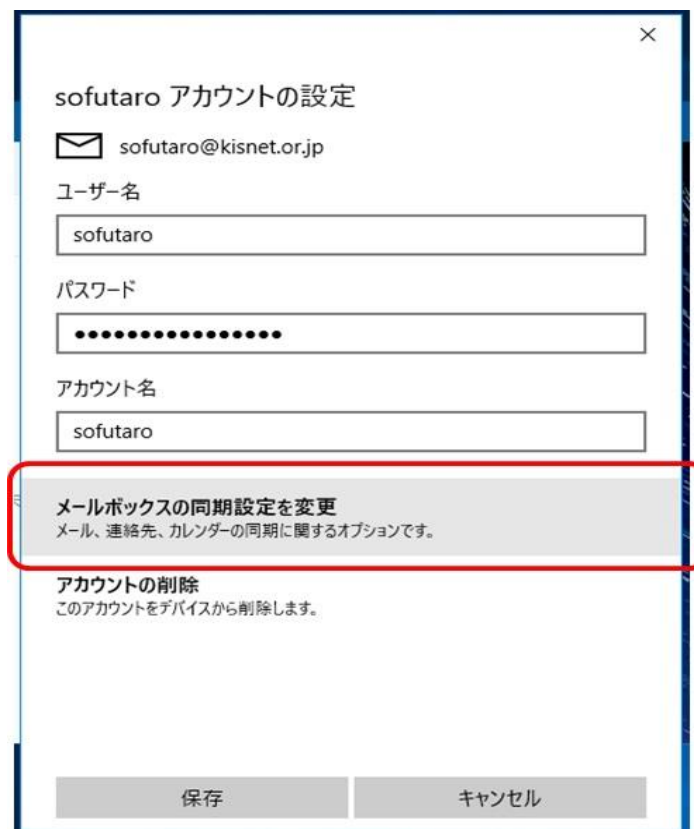 sofutaro アカウントの設定
sofutaro@kisnet.or.jp
ユーザー名
sofutaro
パスワード
●●●●●●●●●●●●●●●●
アカウント名
sofutaro
メールボックスの同期設定を変更
メール、連絡先、カレンダーの同期に関するオプションです。
アカウントの削除
このアカウントをデバイスから削除します。
保存
キャンセル